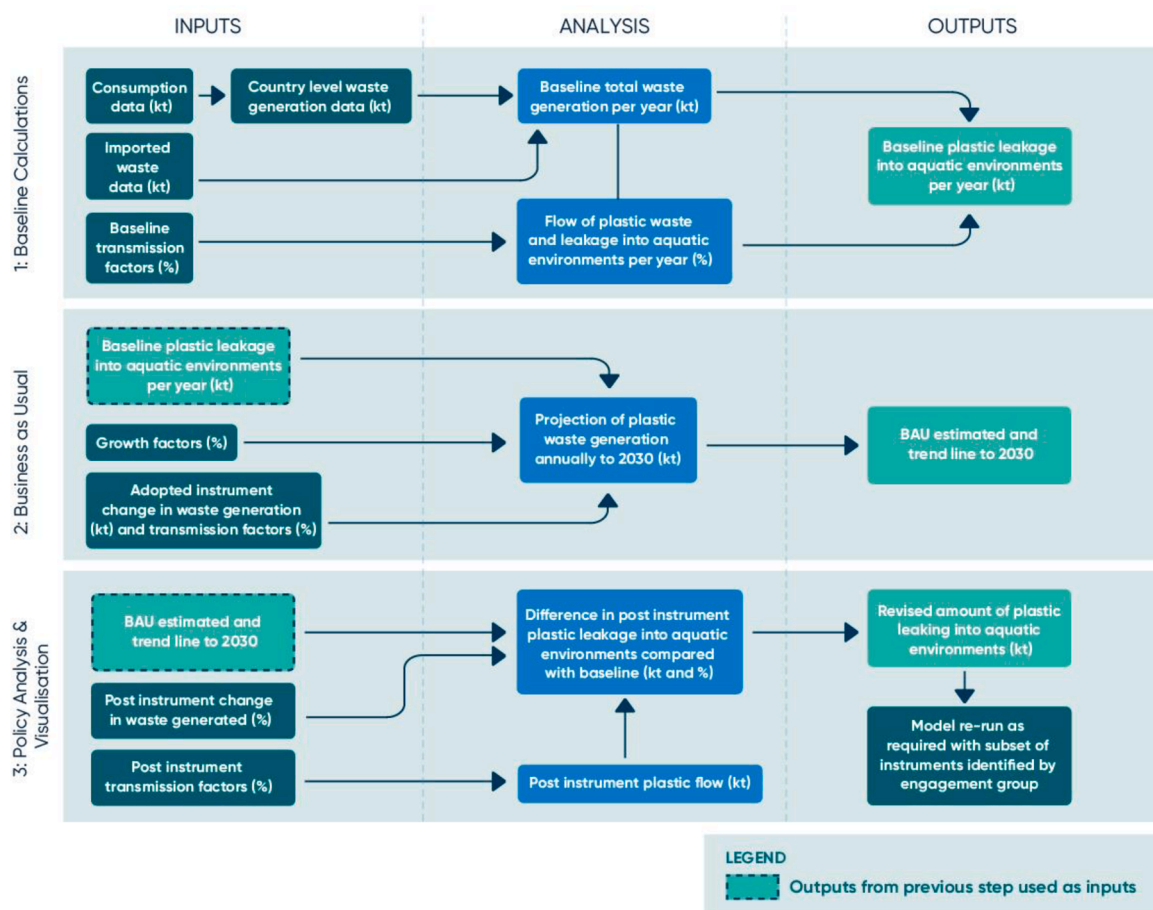 INPUTS
ANALYSIS
OUTPUTS
1: Baseline Calculations
Consumption
data (kt)
Country level waste
generation data (kt)
Baseline total waste
generation per year (kt)
Imported
waste
data (kt)
Baseline plastic leakage
into aquatic environments
per year (kt)
Baseline
transmission
factors (%)
Flow of plastic waste
and leakage into aquatic
environments per year (%)
2: Business as Usual
Baseline plastic leakage
into aquatic environments
per year (kt)
Growth factors (%)
Projection of plastic
waste generation
annually to 2030 (kt)
BAU estimated and
trend line to 2030
Adopted instrument
change in waste generation
(kt) and transmission factors (%)
3: Policy Analysis &
Visualisation
BAU estimated and
trend line to 2030
Difference in post instrument
plastic leakage into aquatic
environments compared
with baseline (kt and %)
Revised amount of plastic
leaking into aquatic
environments (kt)
Post instrument change
in waste generated (%)
Post instrument
transmission factors (%)
Post instrument plastic flow (kt)
Model re-run as
required with subset of
instruments identified by
engagement group
LEGEND
Outputs from previous step used as inputs